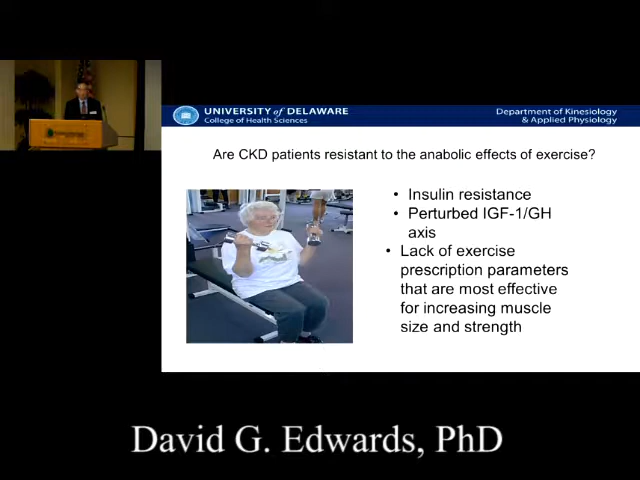 UNIVERSITY of DELAWARE
College of Health Sciences
Department of Kinesiology
& Applied Physiology
Are CKD patients resistant to the anabolic effects of exercise?
• Insulin resistance
• Perturbed IGF-1/GH
axis
• Lack of exercise
prescription parameters
that are most effective
for increasing muscle
size and strength
David G. Edwards, PhD